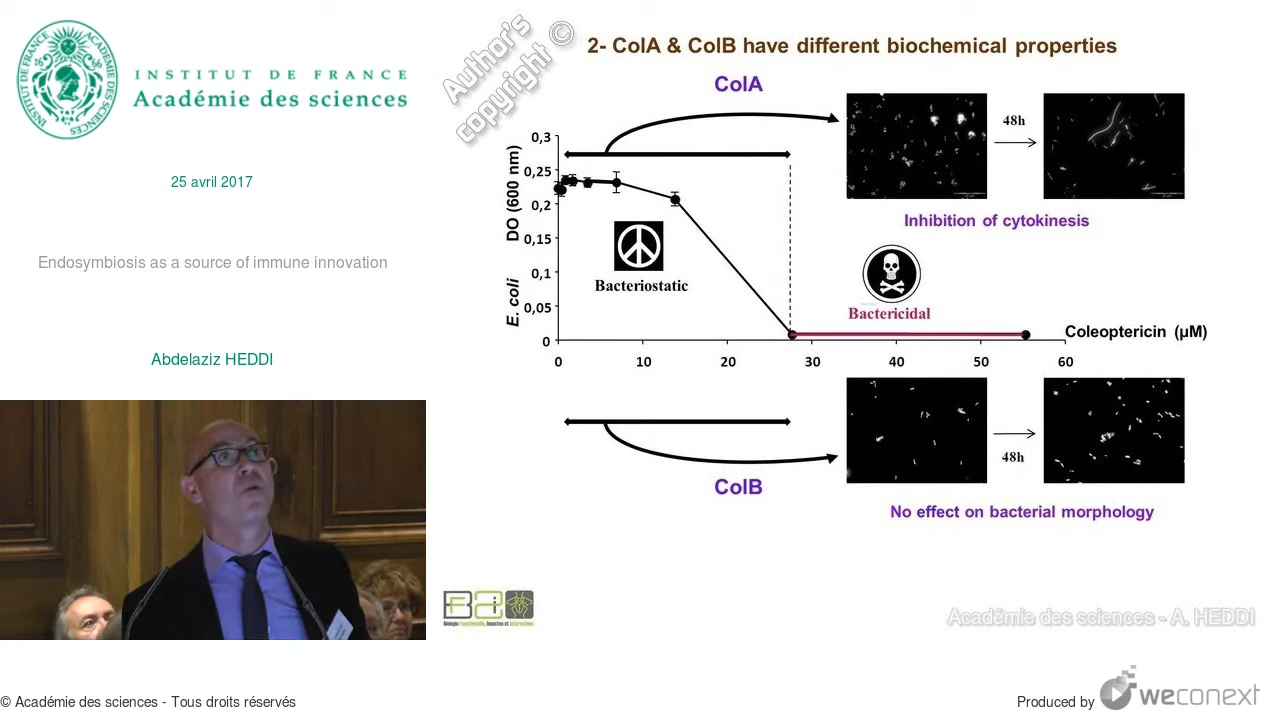 INSTITUT DE FRANCE
Académie des sciences
25 avril 2017
Endosymbiosis as a source of immune innovation
Abdelaziz HEDDI
Author's
copyright ©
2- ColA & ColB have different biochemical properties
ColA
48h
Inhibition of cytokinesis
E. coli DO (600 nm)
0,3
0,25
0,2
0,15
0,1
0,05
0
Bacteriostatic
Bactericidal
Coleoptericin (µM)
0 10 20 30 40 50 60
48h
ColB
No effect on bacterial morphology
Académie des sciences - A. HEDDI
© Académie des sciences - Tous droits réservés
Produced by weconext